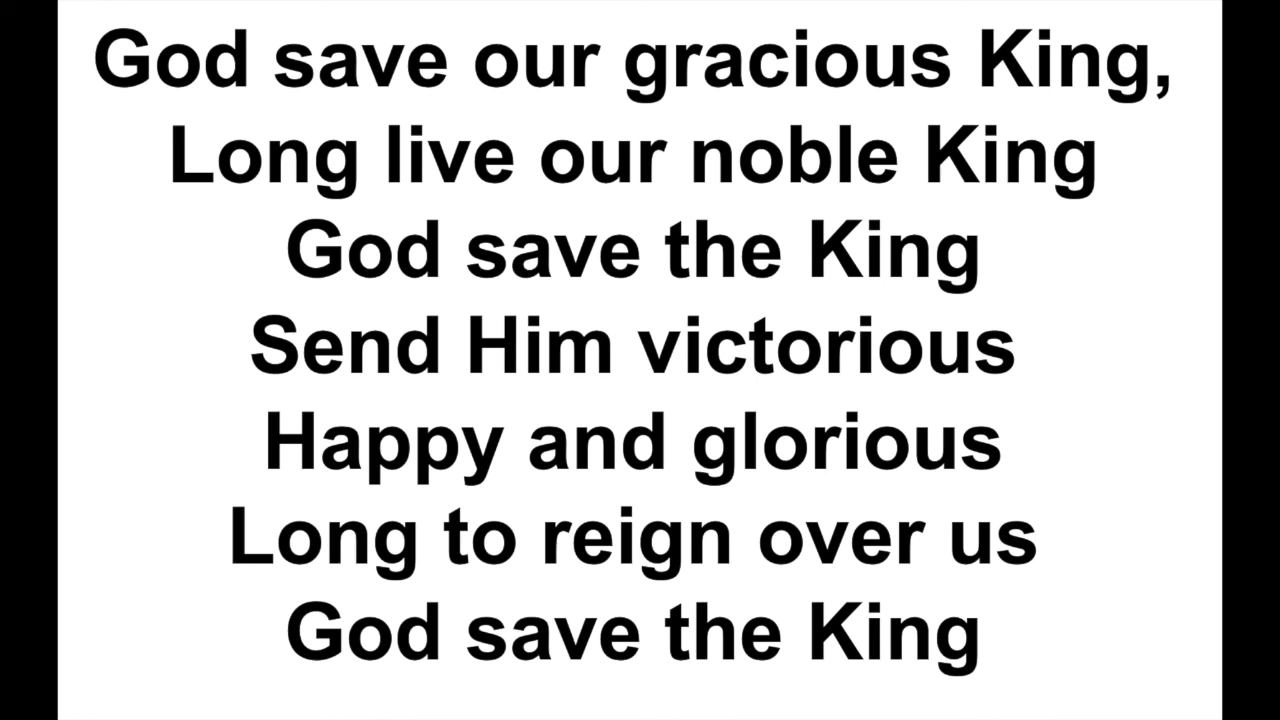 God save our gracious King,
Long live our noble King
God save the King
Send Him victorious
Happy and glorious
Long to reign over us
God save the King